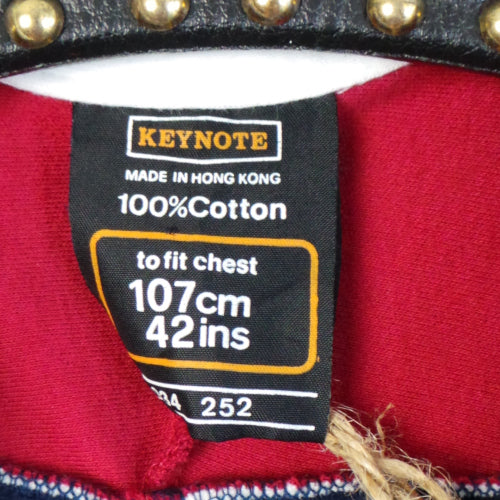 KEYNOTE
MADE IN HONG KONG
100%Cotton
to fit chest
107cm
42ins
252